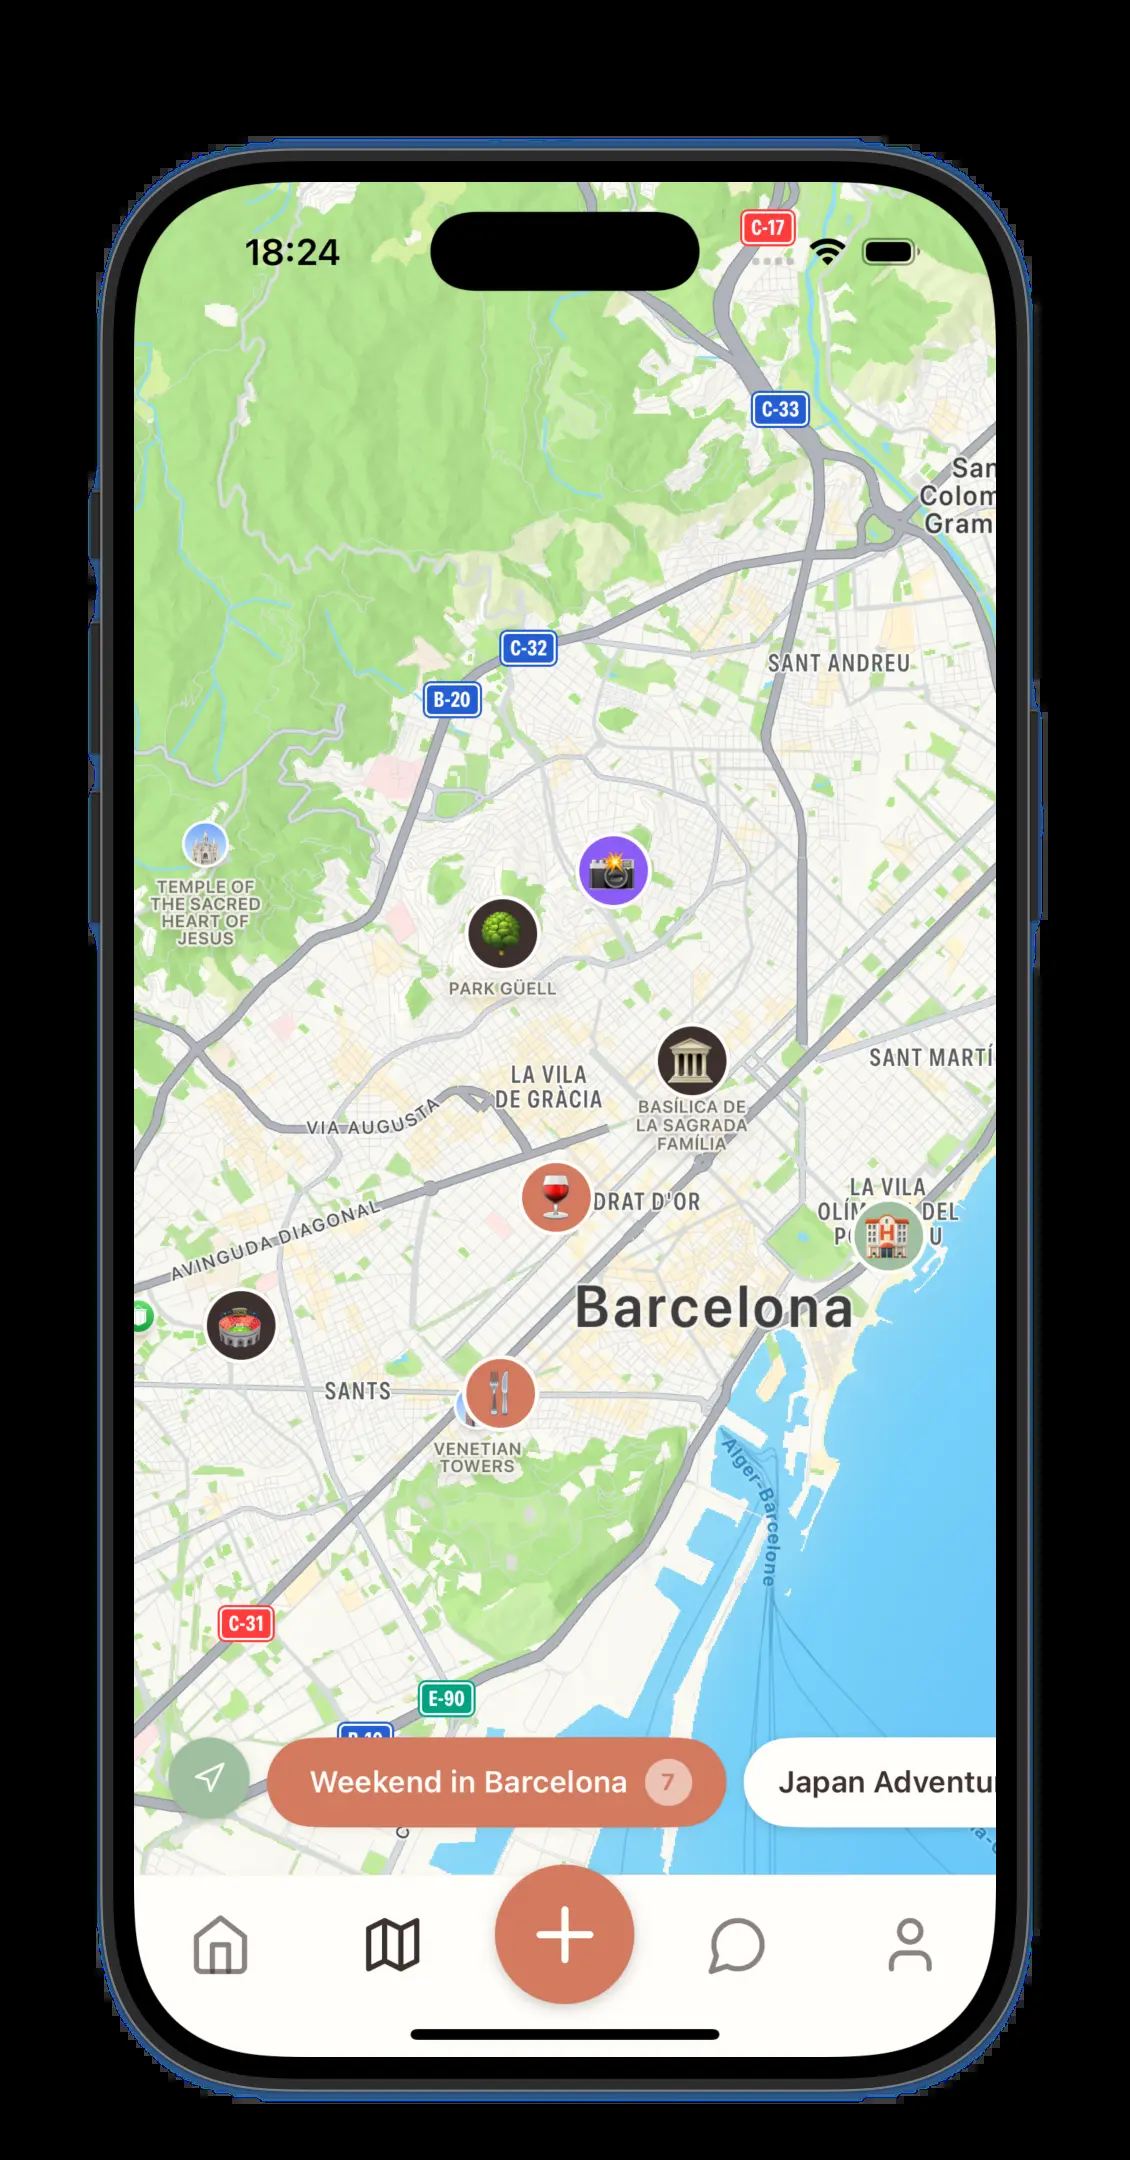 18:24
C-17
C-33
San
Colom
Gram
C-32
SANT ANDREU
B-20
TEMPLE OF
THE SACRED
HEART OF
JESUS
PARK GÜELL
SANT MARTÍ
LA VILA
DE GRÀCIA
BASÍLICA DE
LA SAGRADA
FAMÍLIA
VIA AUGUSTA
LA VILA
DRAT D'OR
DEL
U
AVINGUDA DIAGONAL
H
Barcelona
SANTS
VENETIAN
TOWERS
Alger-Barcelone
C-31
E-90
Weekend in Barcelona 7
Japan Adventu